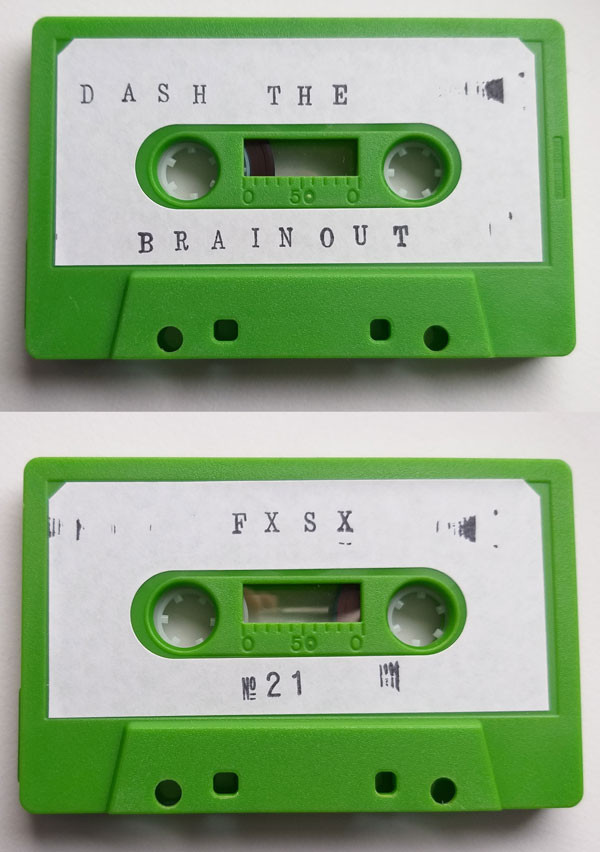 DASH THE
0 50 0
BRAINOUT
FXSX
0 50 0
№21